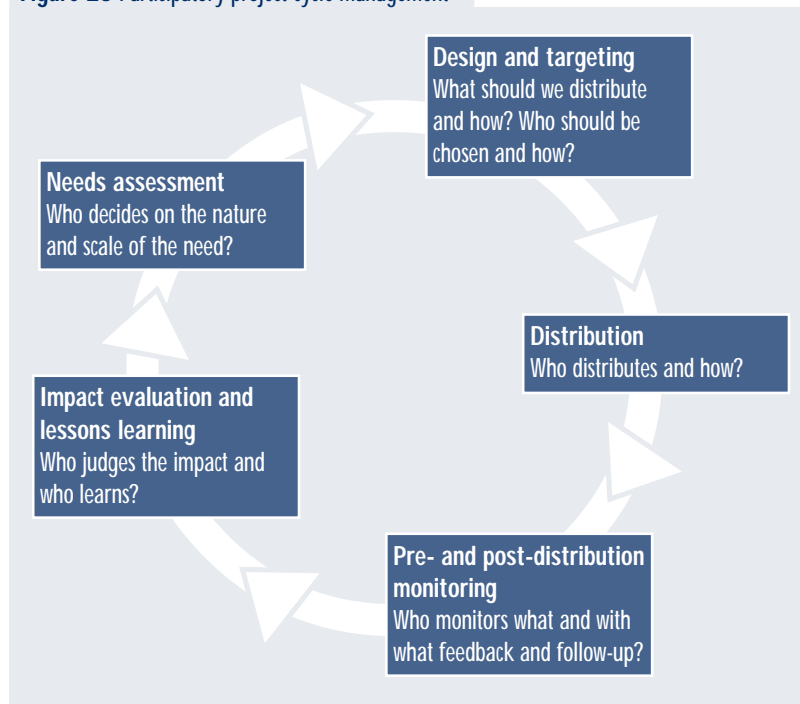 Figure 23 Participatory project cycle management
Design and targeting
What should we distribute
and how? Who should be
chosen and how?
Needs assessment
Who decides on the nature
and scale of the need?
Distribution
Who distributes and how?
Impact evaluation and
lessons learning
Who judges the impact and
who learns?
Pre- and post-distribution
monitoring
Who monitors what and with
what feedback and follow-up?